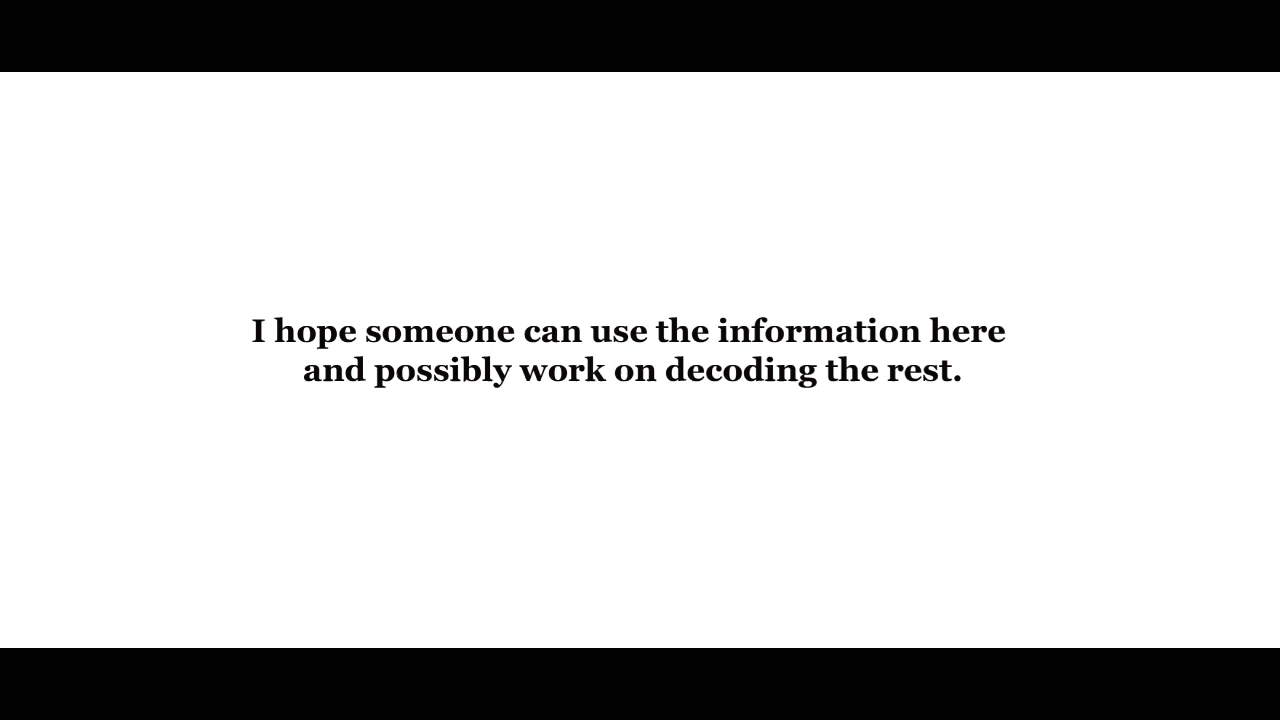 I hope someone can use the information here
and possibly work on decoding the rest.